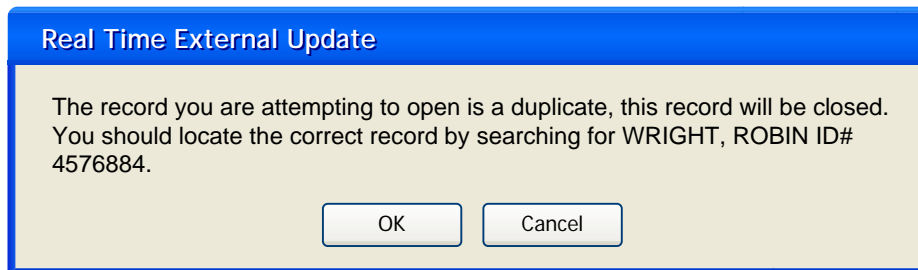 Real Time External Update
The record you are attempting to open is a duplicate, this record will be closed.
You should locate the correct record by searching for WRIGHT, ROBIN ID#
4576884.
OK
Cancel